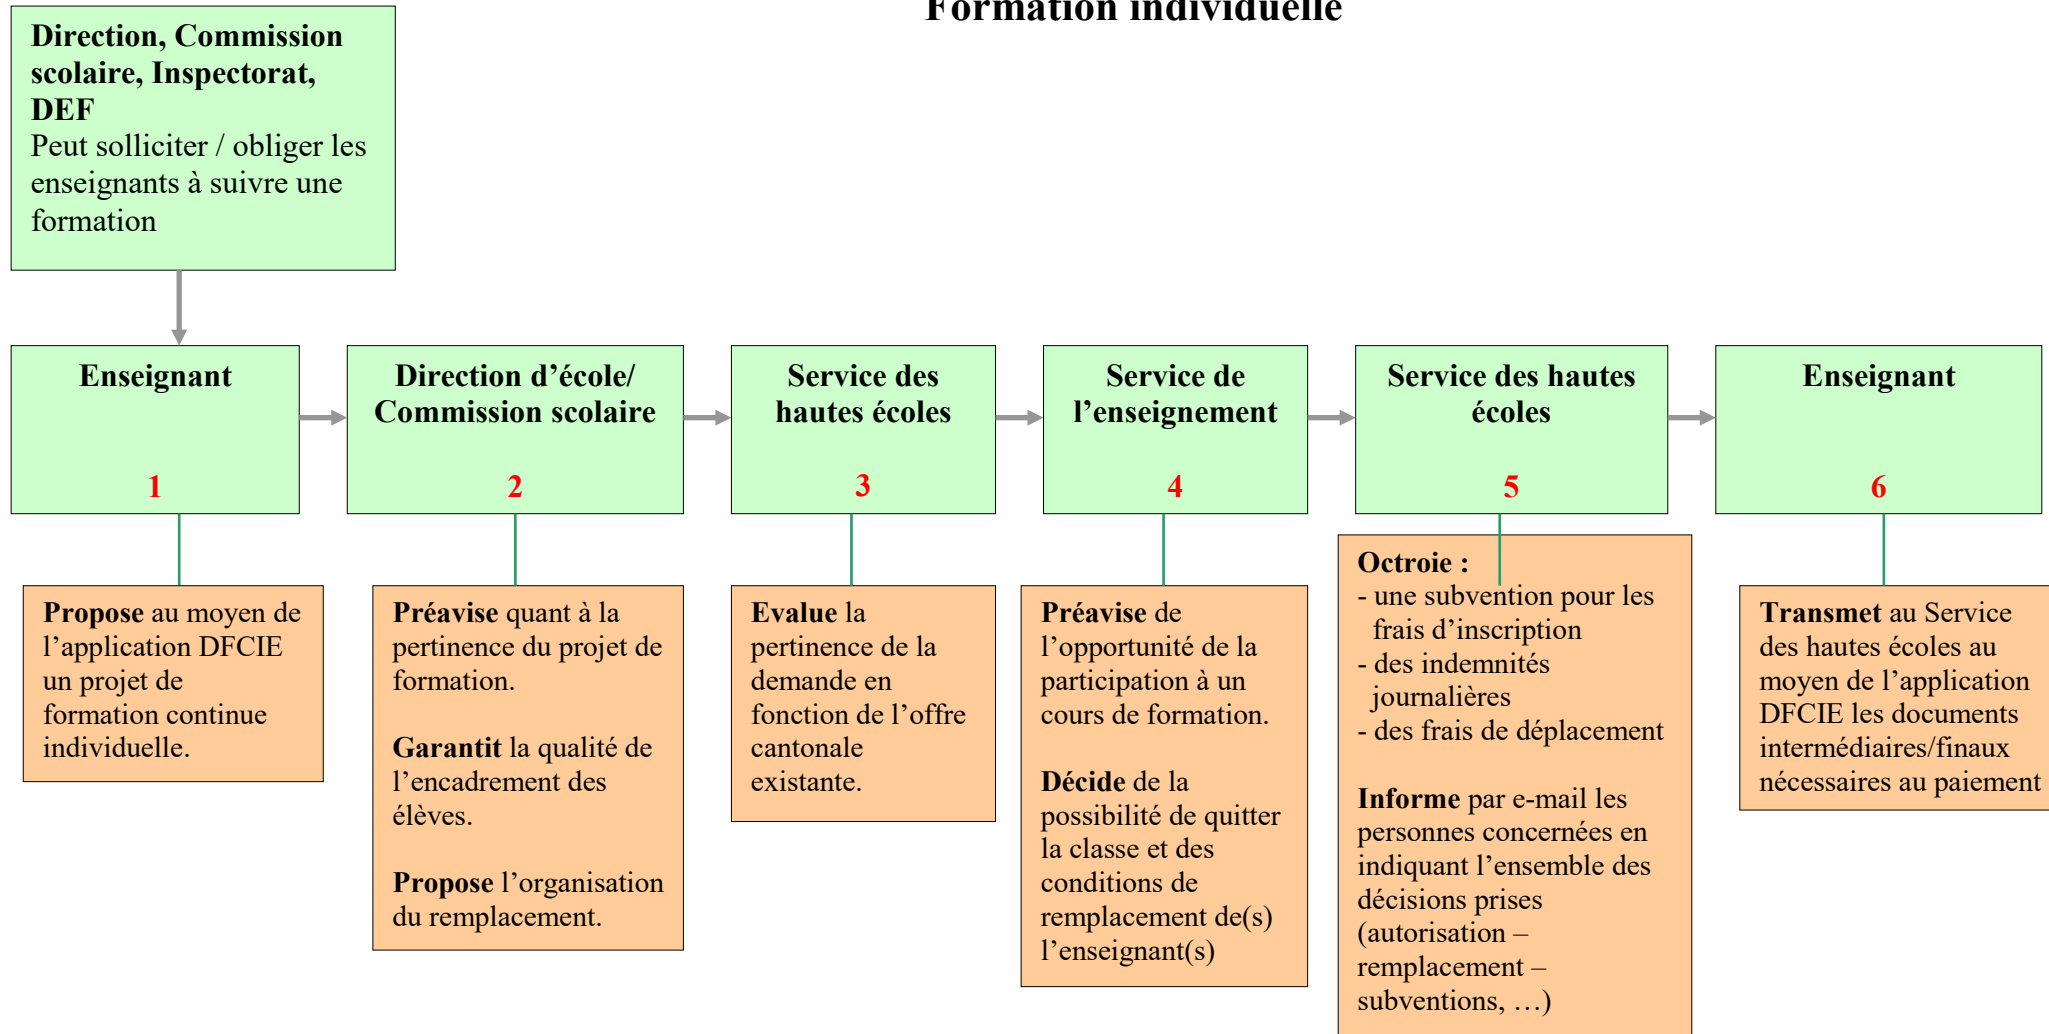 Formation individuelle
Direction, Commission
scolaire, Inspectorat,
DEF
Peut solliciter / obliger les
enseignants à suivre une
formation
Enseignant
1
Direction d’école/
Commission scolaire
2
Service des
hautes écoles
3
Service de
l’enseignement
4
Service des hautes
écoles
5
Enseignant
6
Propose au moyen de
l’application DFCIE
un projet de
formation continue
individuelle.
Préavise quant à la
pertinence du projet de
formation.
Garantit la qualité de
l’encadrement des
élèves.
Propose l’organisation
du remplacement.
Evalue la
pertinence de la
demande en
fonction de l’offre
cantonale
existante.
Préavise de
l’opportunité de la
participation à un
cours de formation.
Décide de la
possibilité de quitter
la classe et des
conditions de
remplacement de(s)
l’enseignant(s)
Octroie :
- une subvention pour les
frais d’inscription
- des indemnités
journalières
- des frais de déplacement
Informe par e-mail les
personnes concernées en
indiquant l’ensemble des
décisions prises
(autorisation –
remplacement –
subventions, …)
Transmet au Service
des hautes écoles au
moyen de l’application
DFCIE les documents
intermédiaires/finaux
nécessaires au paiement